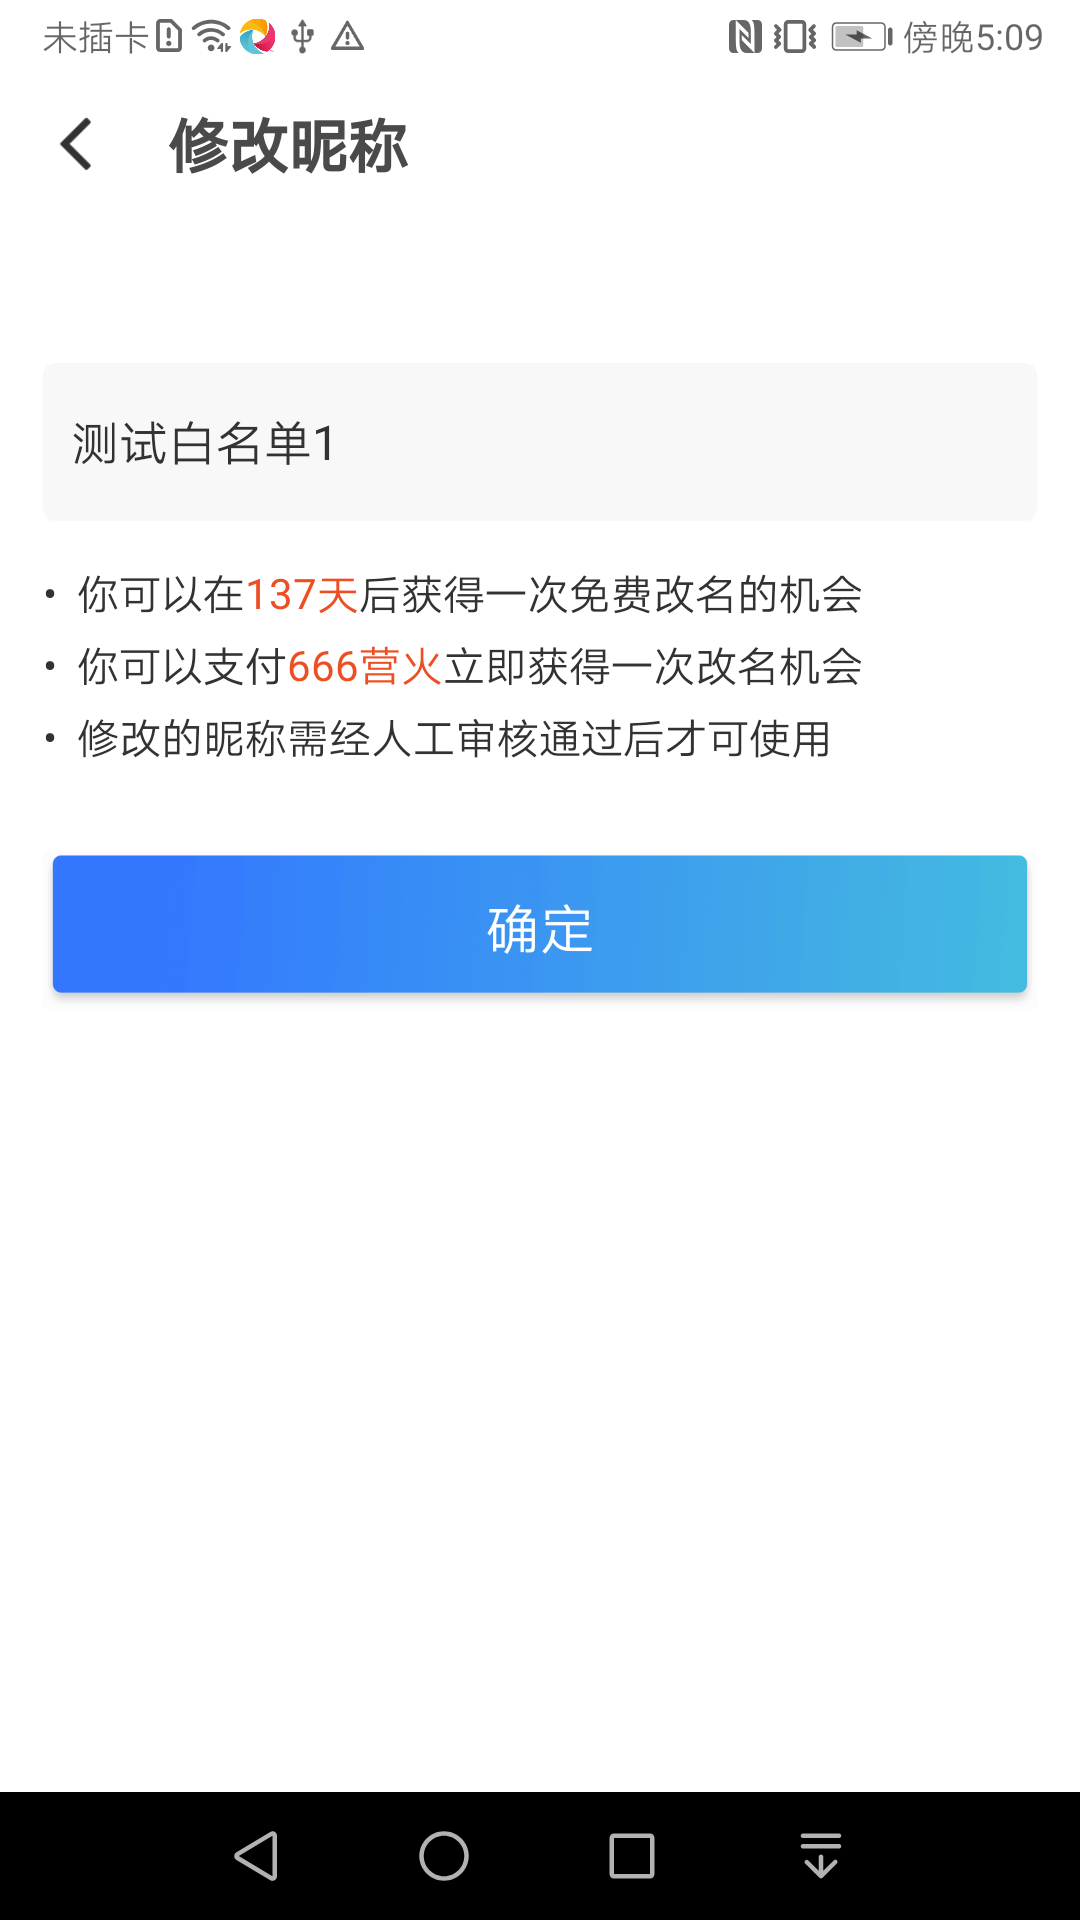 未插卡 傍晚5:09
修改昵称
测试白名单1
• 你可以在137天后获得一次免费改名的机会
• 你可以支付666营火立即获得一次改名机会
• 修改的昵称需经人工审核通过后才可使用
确定